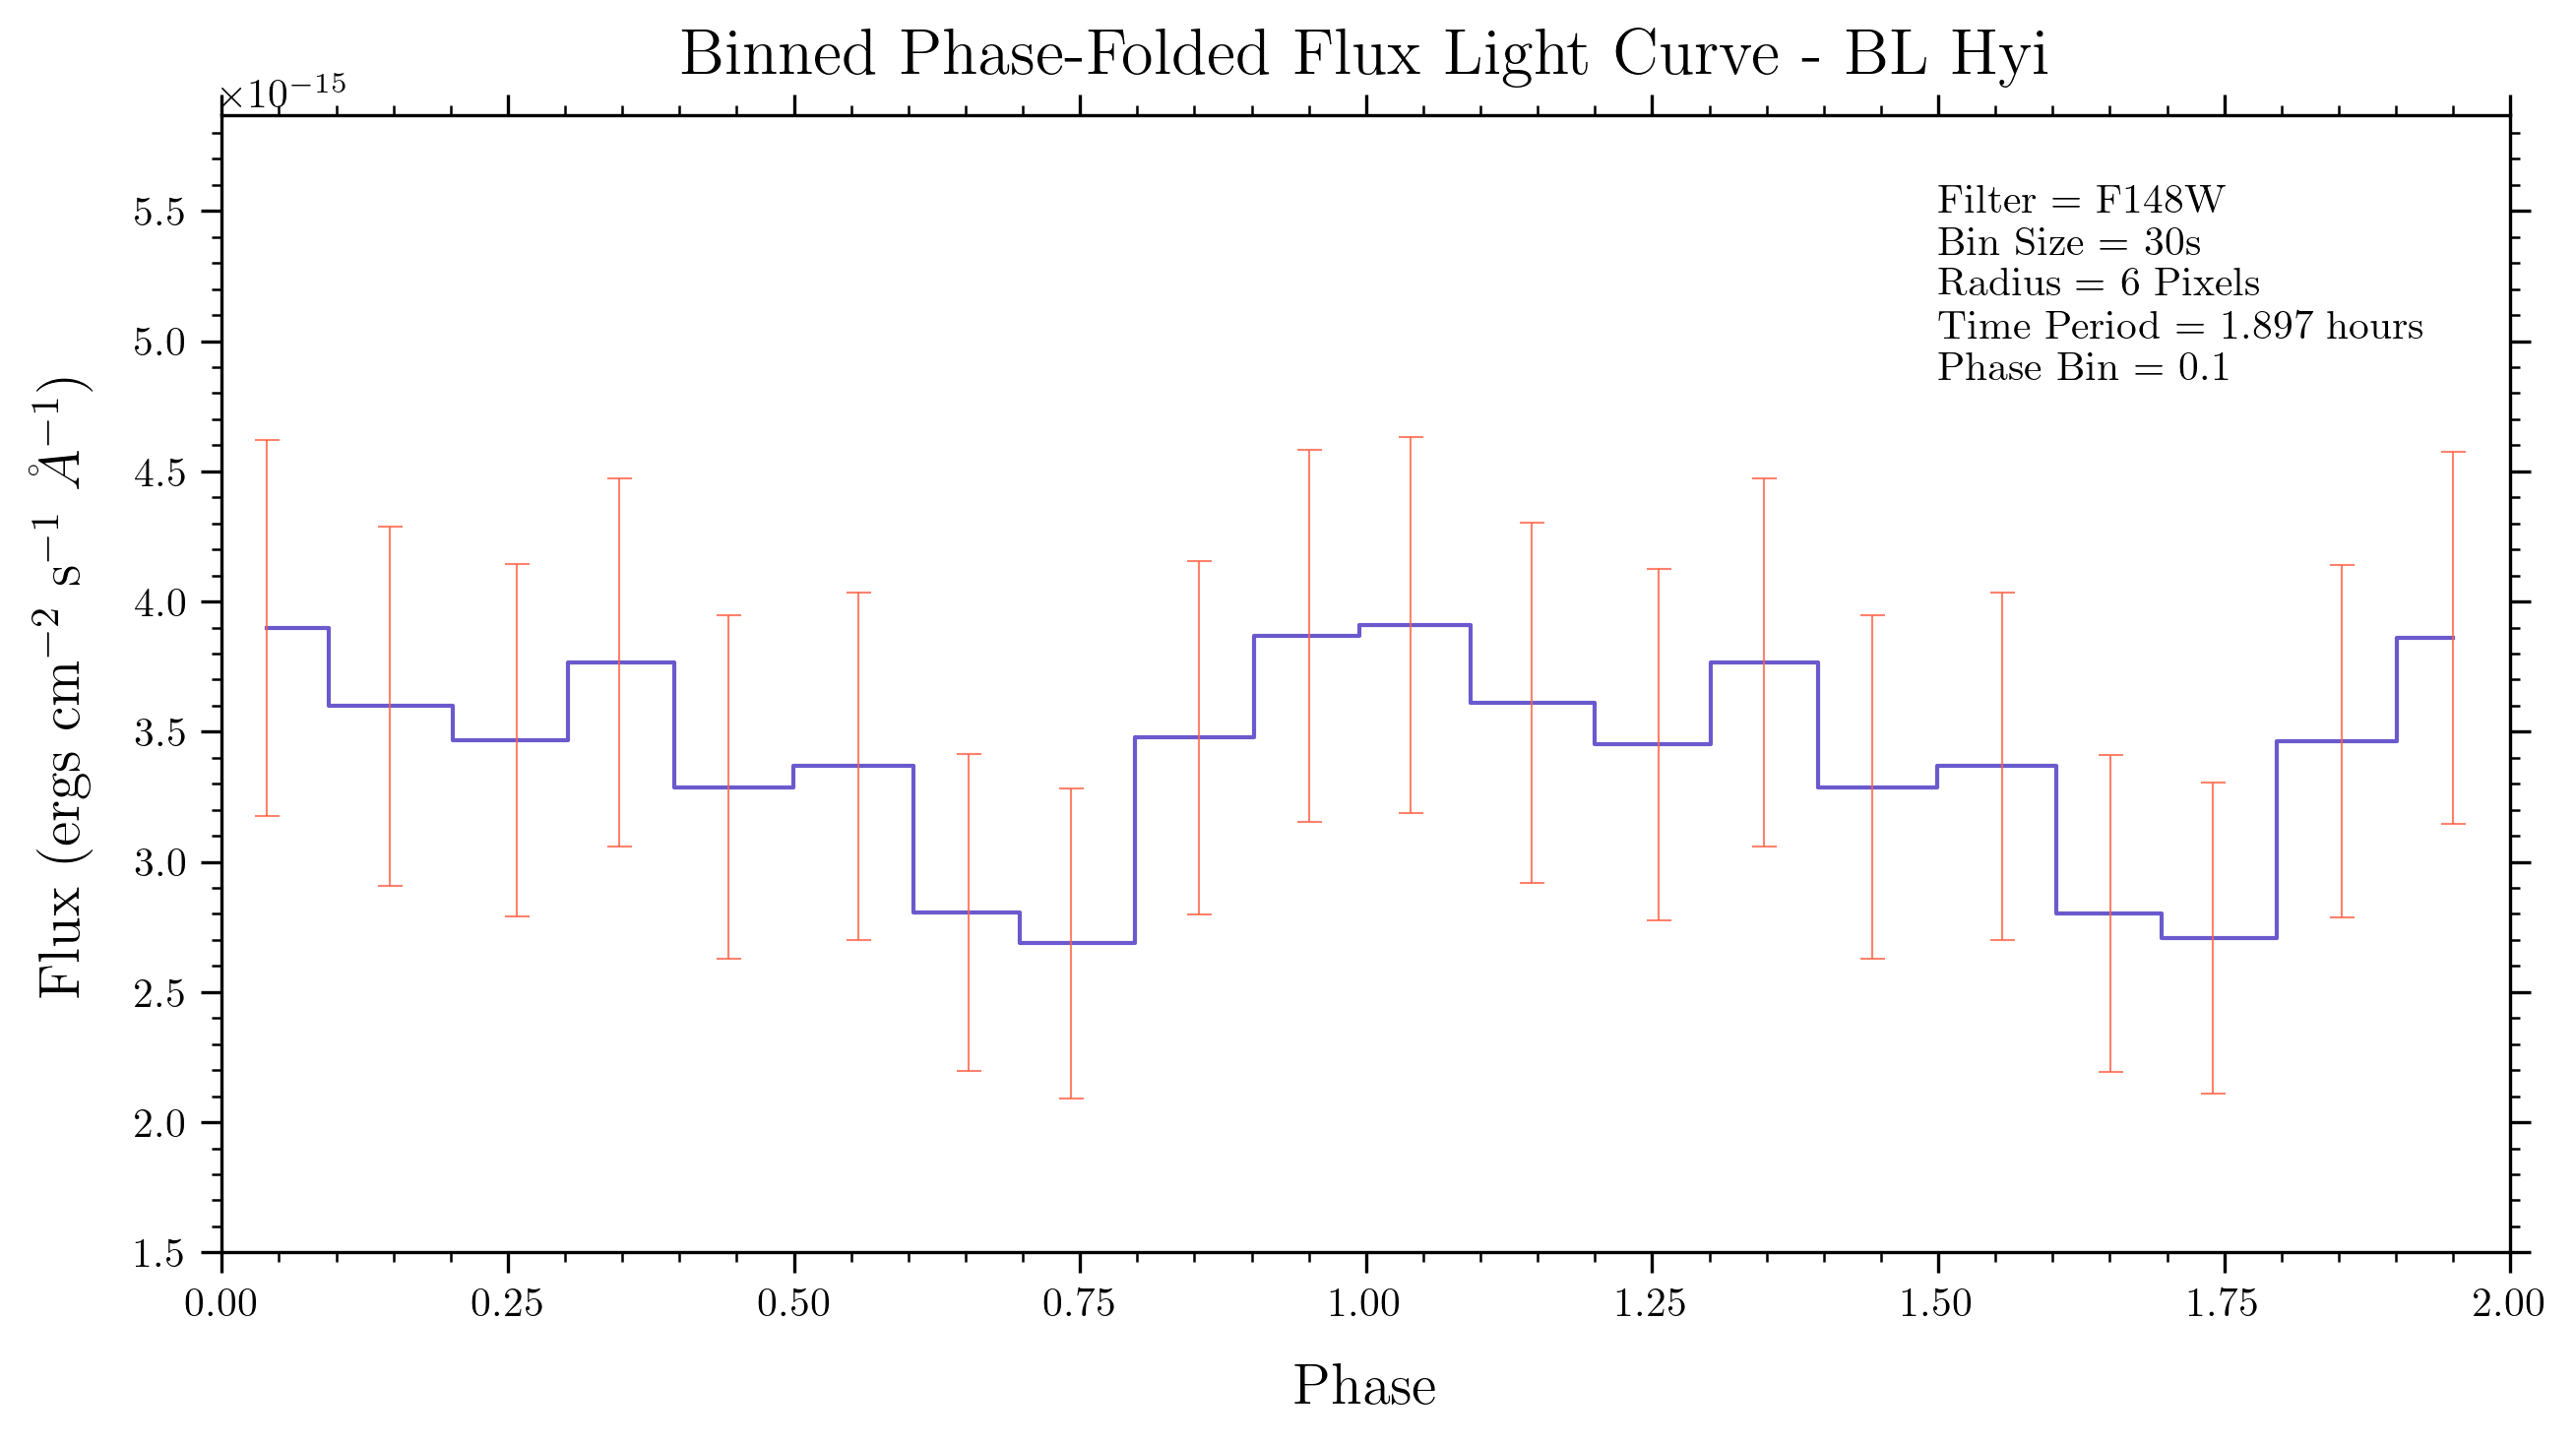 Binned Phase-Folded Flux Light Curve - BL Hyi
×10⁻¹⁵
Filter = F148W
Bin Size = 30s
Radius = 6 Pixels
Time Period = 1.897 hours
Phase Bin = 0.1
Flux (ergs cm⁻² s⁻¹ Å⁻¹)
5.5
5.0
4.5
4.0
3.5
3.0
2.5
2.0
1.5
0.00 0.25 0.50 0.75 1.00 1.25 1.50 1.75 2.00
Phase